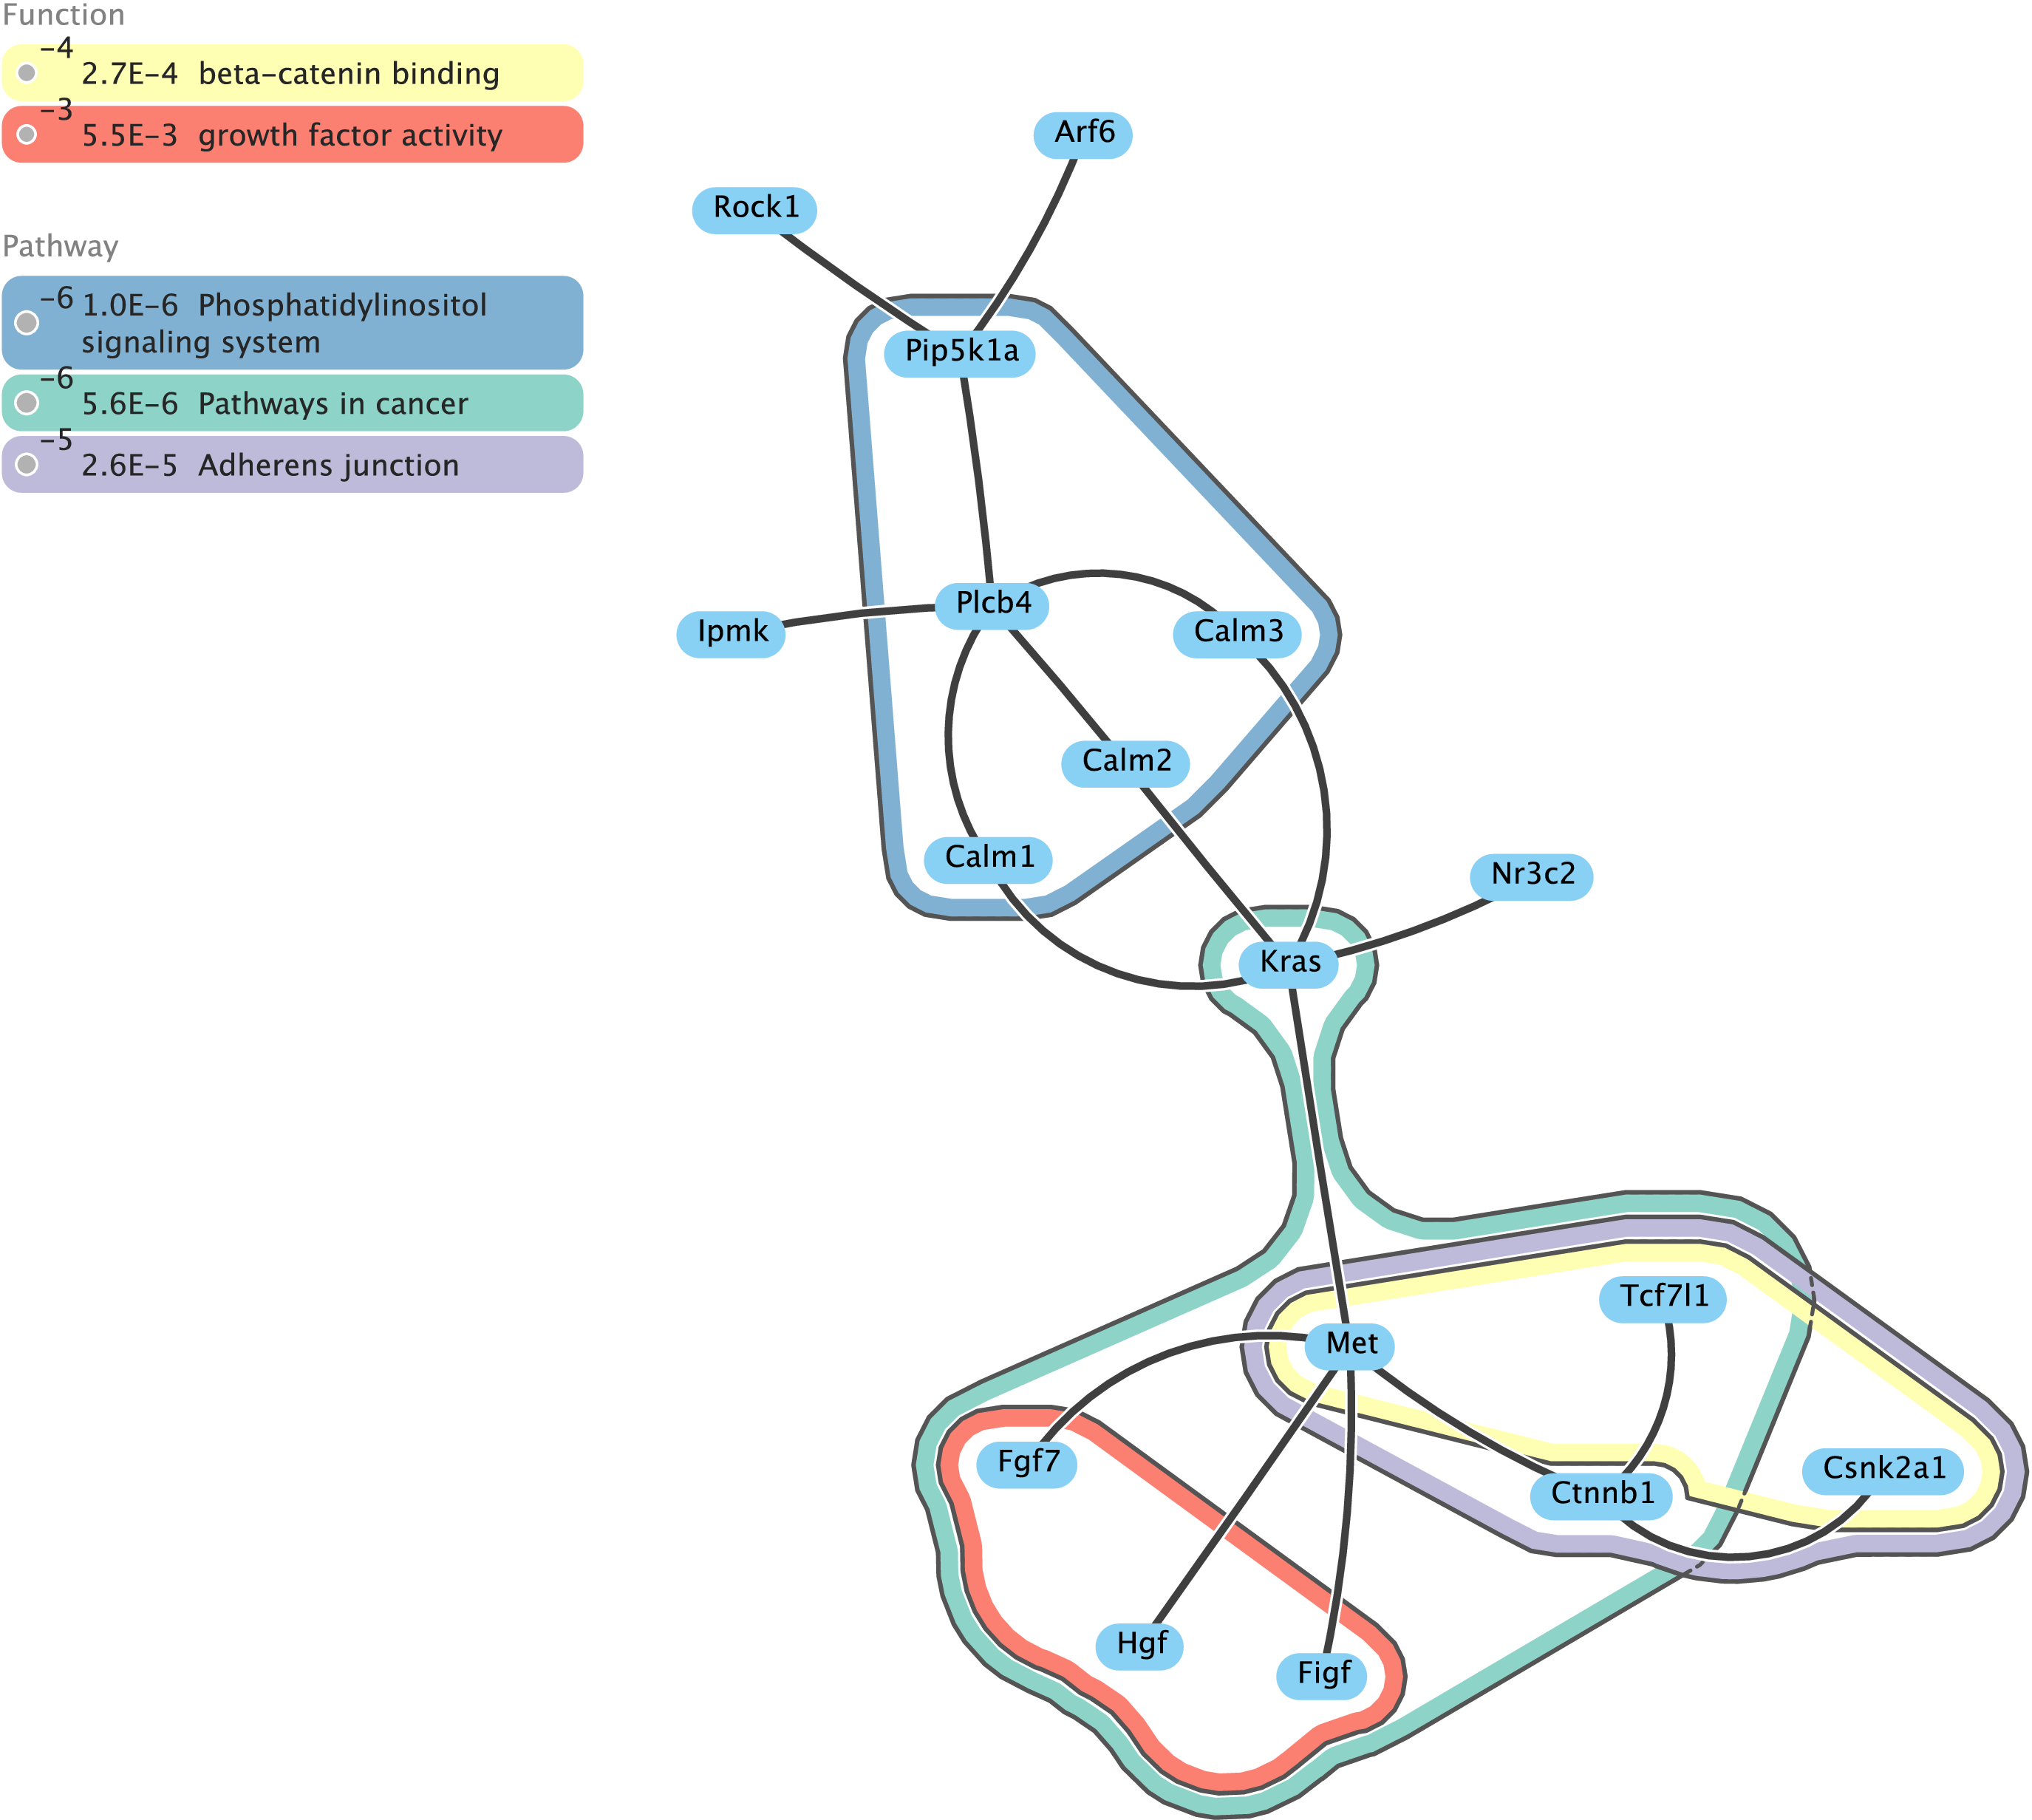 Function
-4
2.7E-4 beta-catenin binding
-3
5.5E-3 growth factor activity
Pathway
-6 1.0E-6 Phosphatidylinositol
signaling system
-6
5.6E-6 Pathways in cancer
-5
2.6E-5 Adherens junction
Arf6
Rock1
Pip5k1a
Plcb4
Ipmk
Calm3
Calm2
Calm1
Nr3c2
Kras
Tcf7l1
Met
Fgf7
Csnk2a1
Ctnnb1
Hgf
Figf